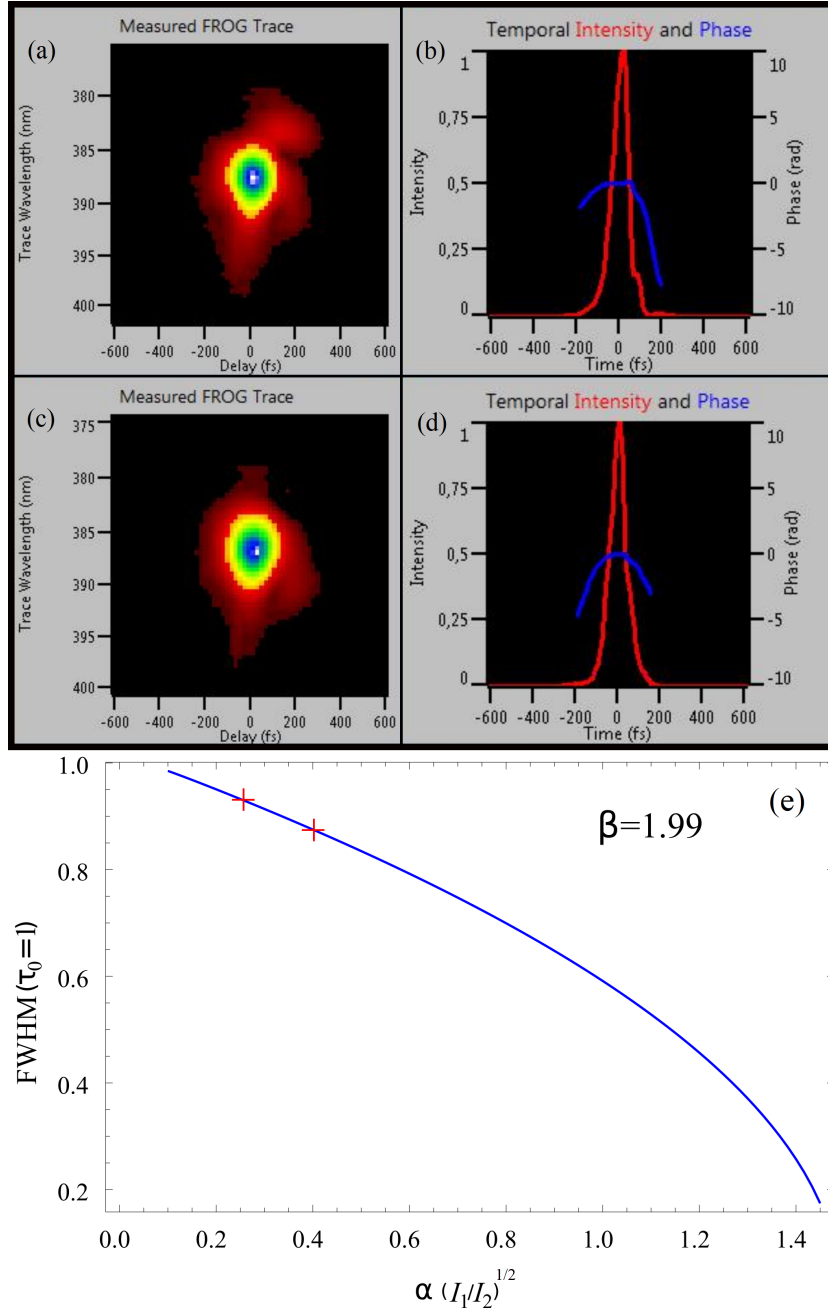 Measured FROG Trace
(a)
Trace Wavelength (nm)
380
385
390
395
400
-600 -400 -200 0 200 400 600
Delay (fs)
Temporal Intensity and Phase
(b)
Intensity
1
0,75
0,5
0,25
0
10
5
0
-5
-10
Phase (rad)
-600 -400 -200 0 200 400 600
Time (fs)
Measured FROG Trace
(c)
Trace Wavelength (nm)
375
380
385
390
395
400
-600 -400 -200 0 200 400 600
Delay (fs)
Temporal Intensity and Phase
(d)
Intensity
1
0,75
0,5
0,25
0
10
5
0
-5
-10
Phase (rad)
-600 -400 -200 0 200 400 600
Time (fs)
(e)
β=1.99
FWHM (τ₀=1)
1.0
0.8
0.6
0.4
0.2
0.0 0.2 0.4 0.6 0.8 1.0 1.2 1.4
α (I₁/I₂)^1/2